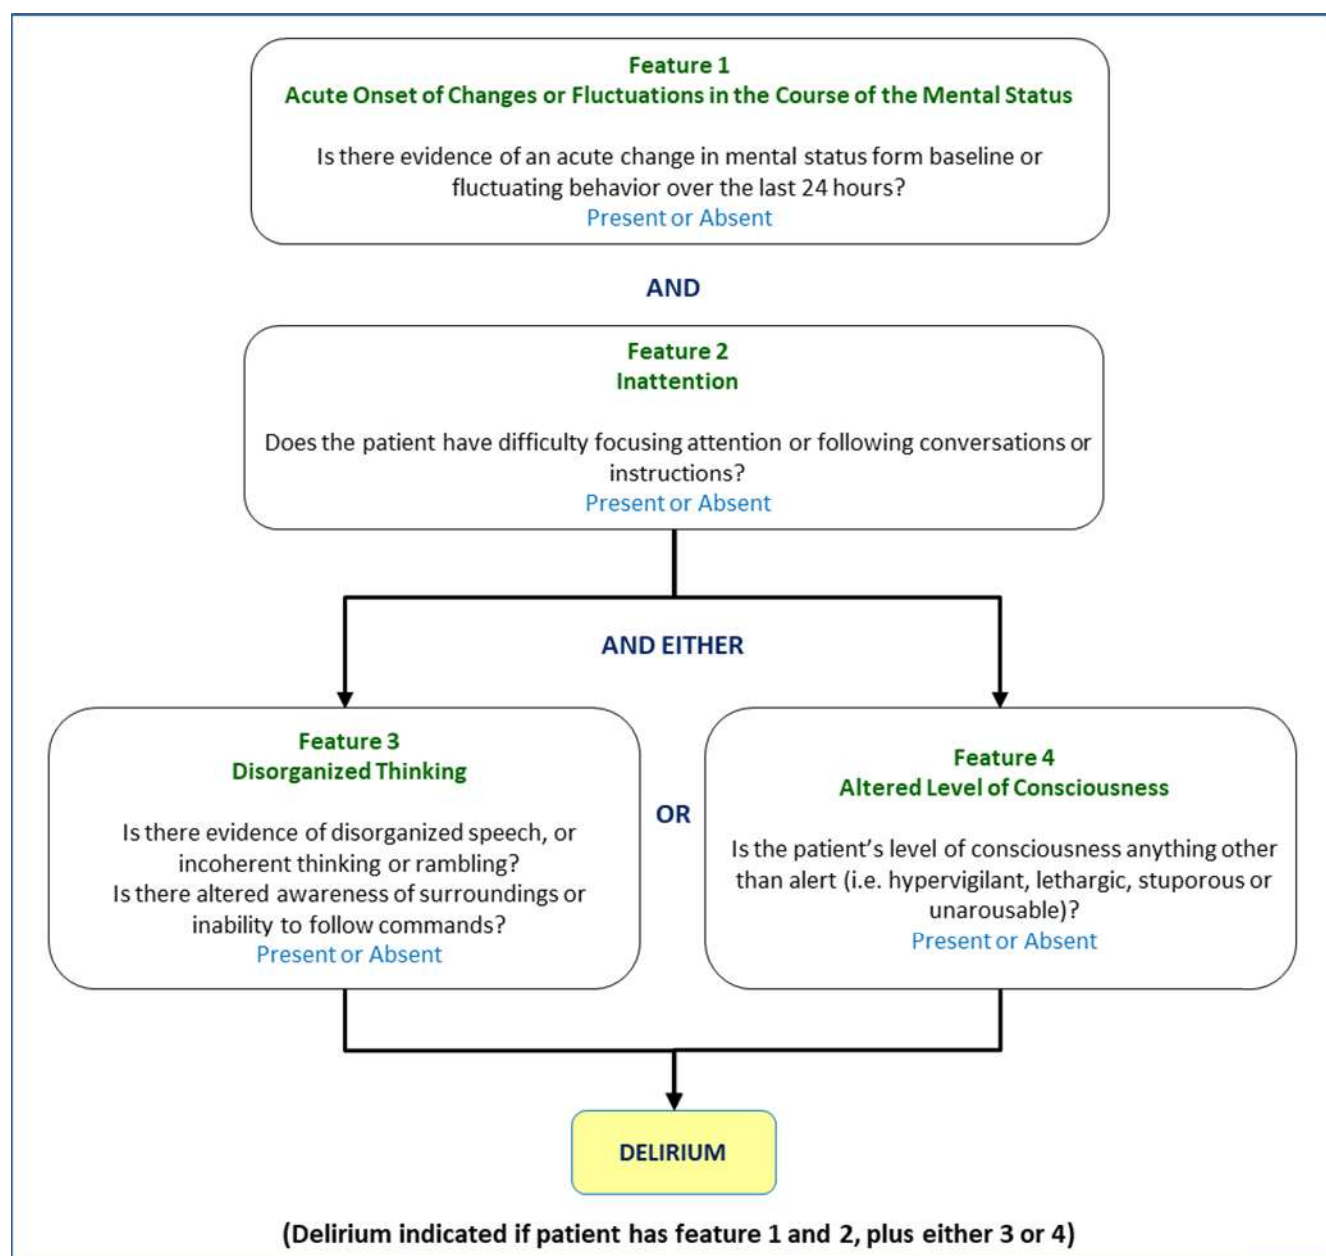 Feature 1
Acute Onset of Changes or Fluctuations in the Course of the Mental Status
Is there evidence of an acute change in mental status form baseline or
fluctuating behavior over the last 24 hours?
Present or Absent
AND
Feature 2
Inattention
Does the patient have difficulty focusing attention or following conversations or
instructions?
Present or Absent
AND EITHER
Feature 3
Disorganized Thinking
Is there evidence of disorganized speech, or
incoherent thinking or rambling?
Is there altered awareness of surroundings or
inability to follow commands?
Present or Absent
OR
Feature 4
Altered Level of Consciousness
Is the patient's level of consciousness anything other
than alert (i.e. hypervigilant, lethargic, stuporous or
unarousable)?
Present or Absent
DELIRIUM
(Delirium indicated if patient has feature 1 and 2, plus either 3 or 4)